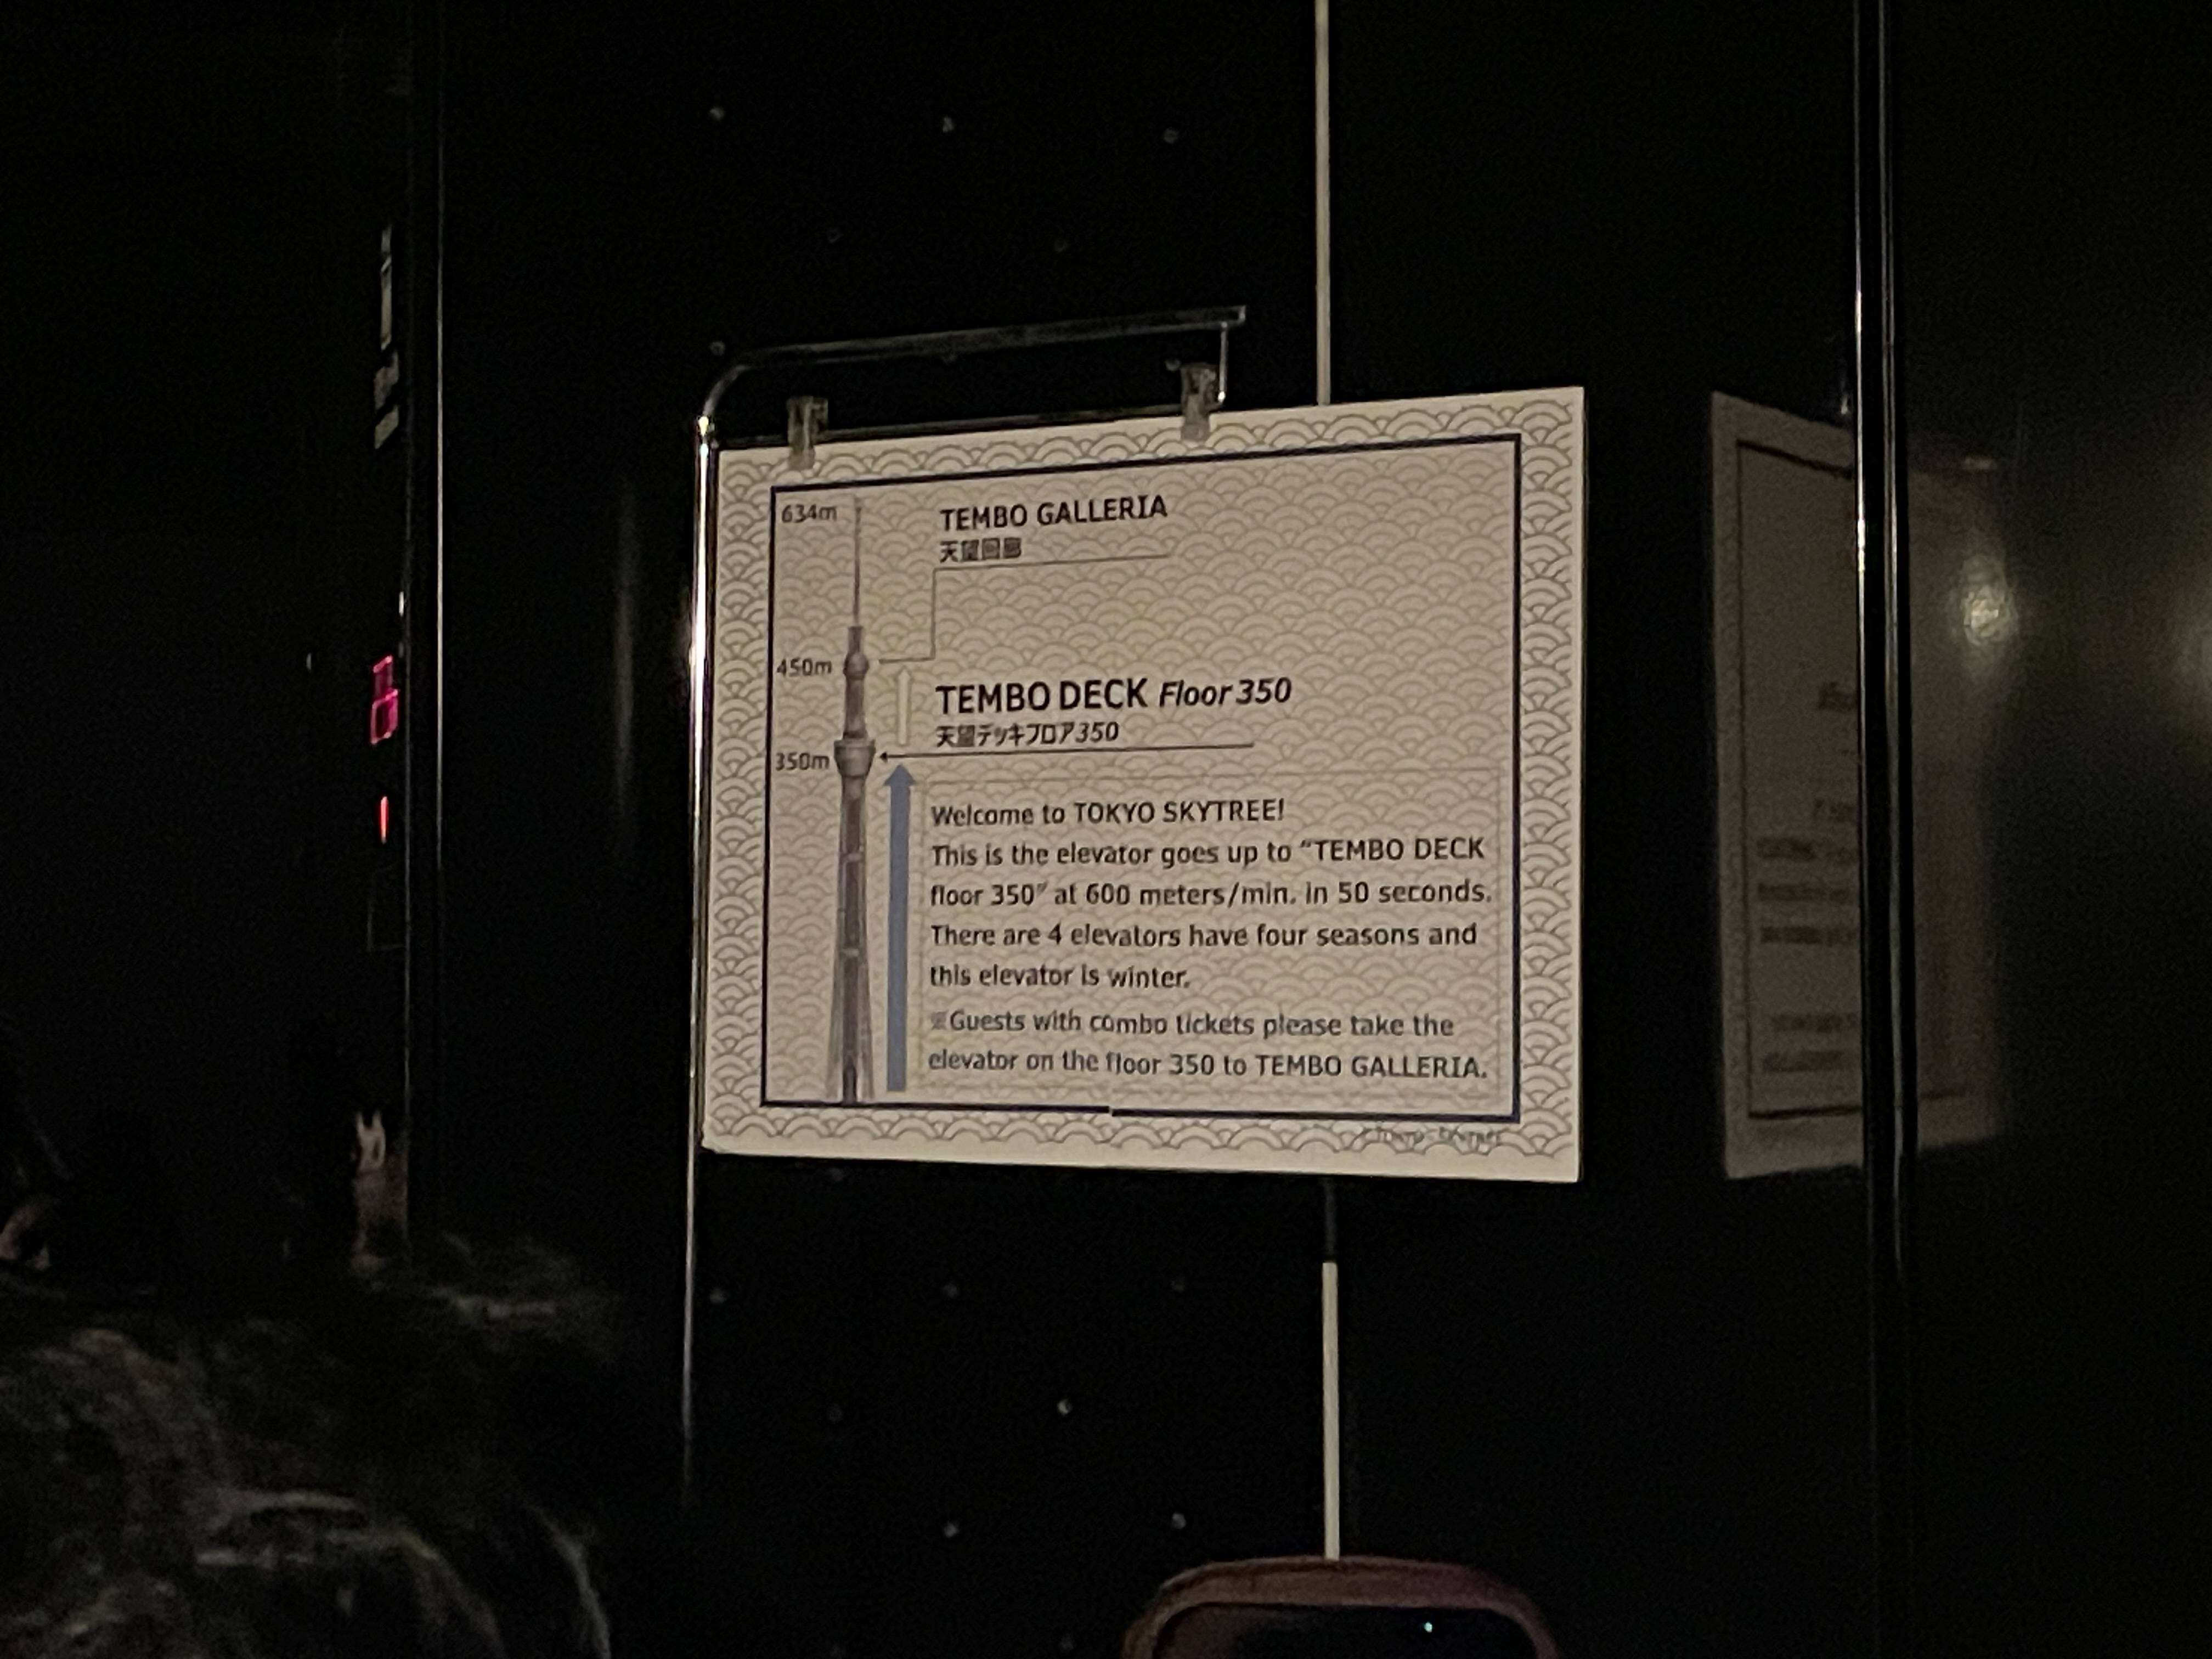 634m
TEMBO GALLERIA
天望回廊
450m
TEMBO DECK Floor 350
天望デッキフロア350
350m
Welcome to TOKYO SKYTREE!
This is the elevator goes up to “TEMBO DECK
floor 350” at 600 meters/min. in 50 seconds.
There are 4 elevators have four seasons and
this elevator is winter.
※Guests with combo tickets please take the
elevator on the floor 350 to TEMBO GALLERIA.